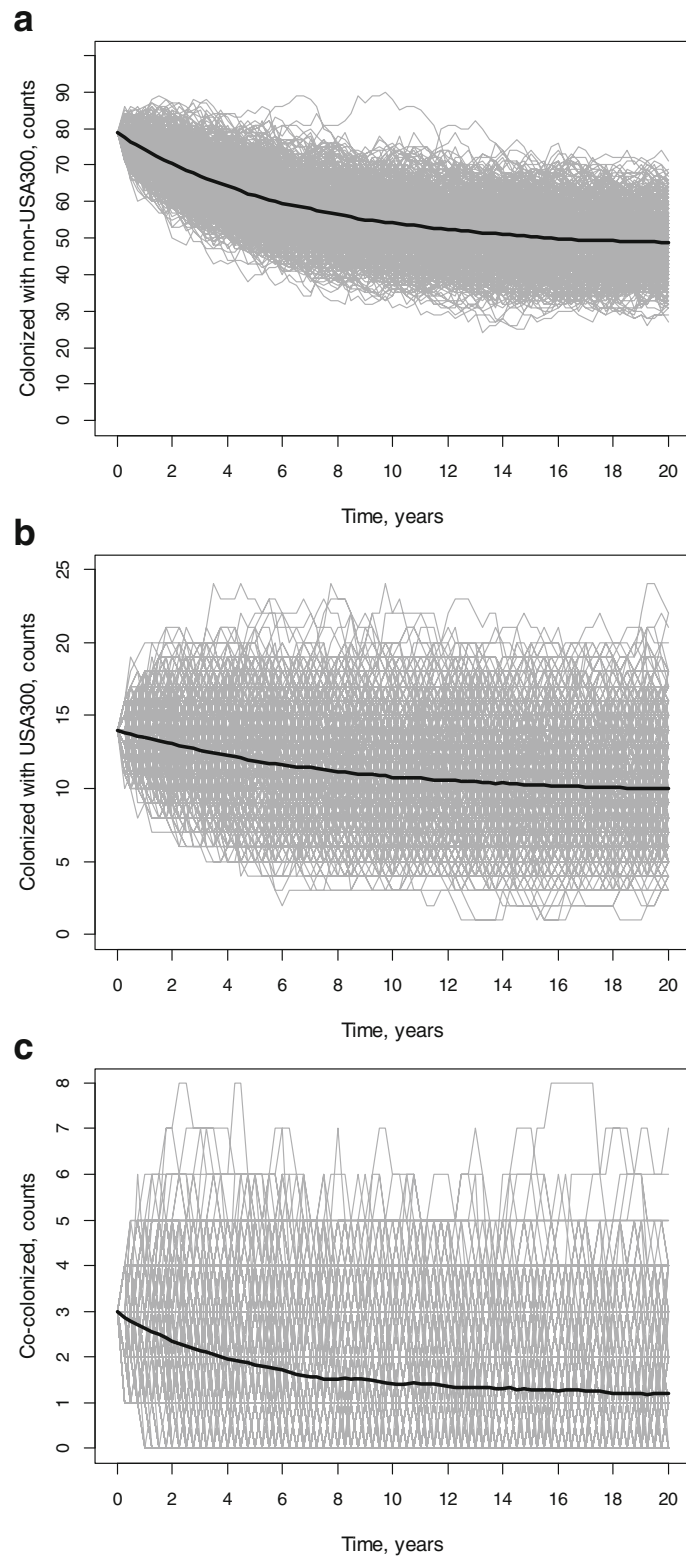 a
Colonized with non-USA300, counts
90
80
70
60
50
40
30
20
10
0
0 2 4 6 8 10 12 14 16 18 20
Time, years
b
Colonized with USA300, counts
25
20
15
10
5
0
0 2 4 6 8 10 12 14 16 18 20
Time, years
c
Co-colonized, counts
8
7
6
5
4
3
2
1
0
0 2 4 6 8 10 12 14 16 18 20
Time, years